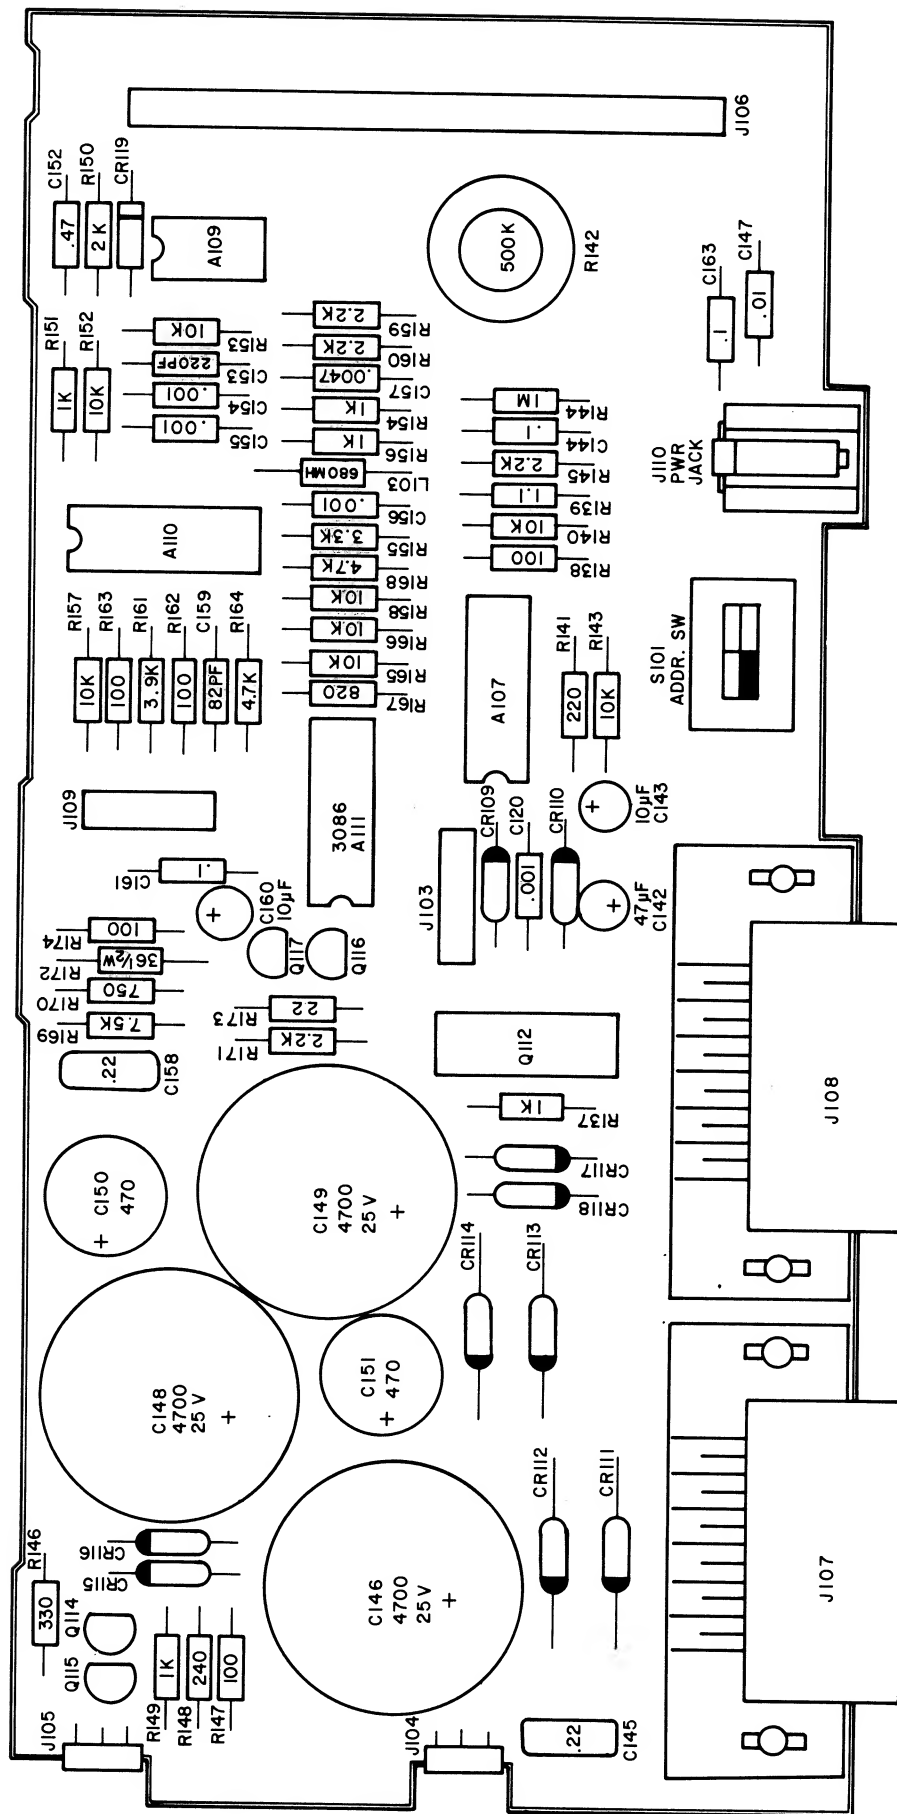 J106
C152
.47
R150
2K
CR119
A109
500K
R142
C163
.1
C147
.01
R151
1K
R152
10K
10K
R153
220PF
C153
.001
C154
.001
C155
2.2K
R159
2.2K
R160
.0047
C157
1K
R154
1K
R156
680MH
L103
.001
C156
3.3K
R155
4.7K
R168
10K
R158
10K
R166
10K
R165
820
R167
1M
R144
.1
C144
2.2K
R145
1.1
R139
10K
R140
100
R138
J110
PWR
JACK
A110
R157
10K
R163
100
R161
3.9K
R162
100
C159
82PF
R164
4.7K
A107
R141
220
R143
10K
S101
ADDR. SW
J109
3086
A111
CR109
C120
.001
CR110
10µF
C143
J103
47µF
C142
.1
C161
C160
10µF
Q117
Q116
100
R174
36½W
R172
750
R170
7.5K
R169
22
R173
2.2K
R171
.22
C158
Q112
1K
R137
CR117
CR118
J108
C150
470
C149
4700
25V
CR114
CR113
C148
4700
25V
C151
470
CR112
CR111
R146
330
CR116
CR115
Q114
Q115
C146
4700
25V
J107
1K
R149
240
R148
100
R147
J105
J104
.22
C145